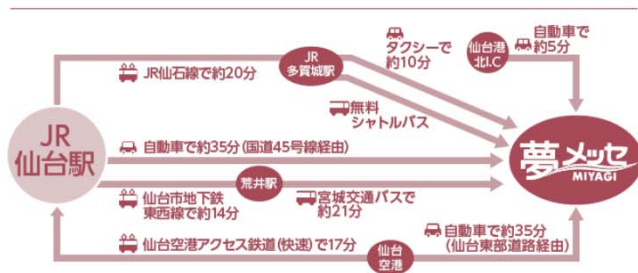 タクシーで
約10分
仙台港
北I.C
自動車で
約5分
JR
多賀城駅
JR仙石線で約20分
無料
シャトルバス
JR
仙台駅
自動車で約35分(国道45号線経由)
夢メッセ
MIYAGI
荒井駅
仙台市地下鉄
東西線で約14分
宮城交通バスで
約21分
仙台空港アクセス鉄道(快速)で17分
仙台
空港
自動車で約35分
(仙台東部道路経由)